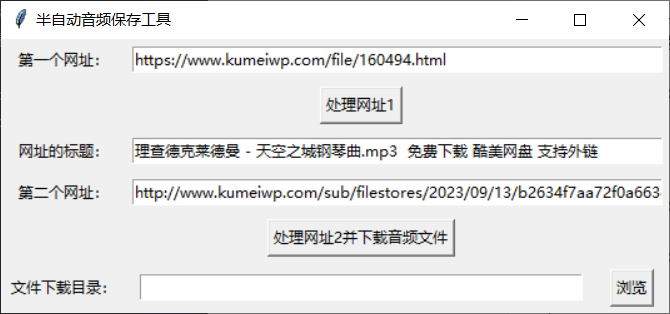 半自动音频保存工具
第一个网址： https://www.kumeiwp.com/file/160494.html
处理网址1
网址的标题： 理查德克莱德曼 - 天空之城钢琴曲.mp3  免费下载 酷美网盘 支持外链
第二个网址： http://www.kumeiwp.com/sub/filestores/2023/09/13/b2634f7aa72f0a663
处理网址2并下载音频文件
文件下载目录： 浏览